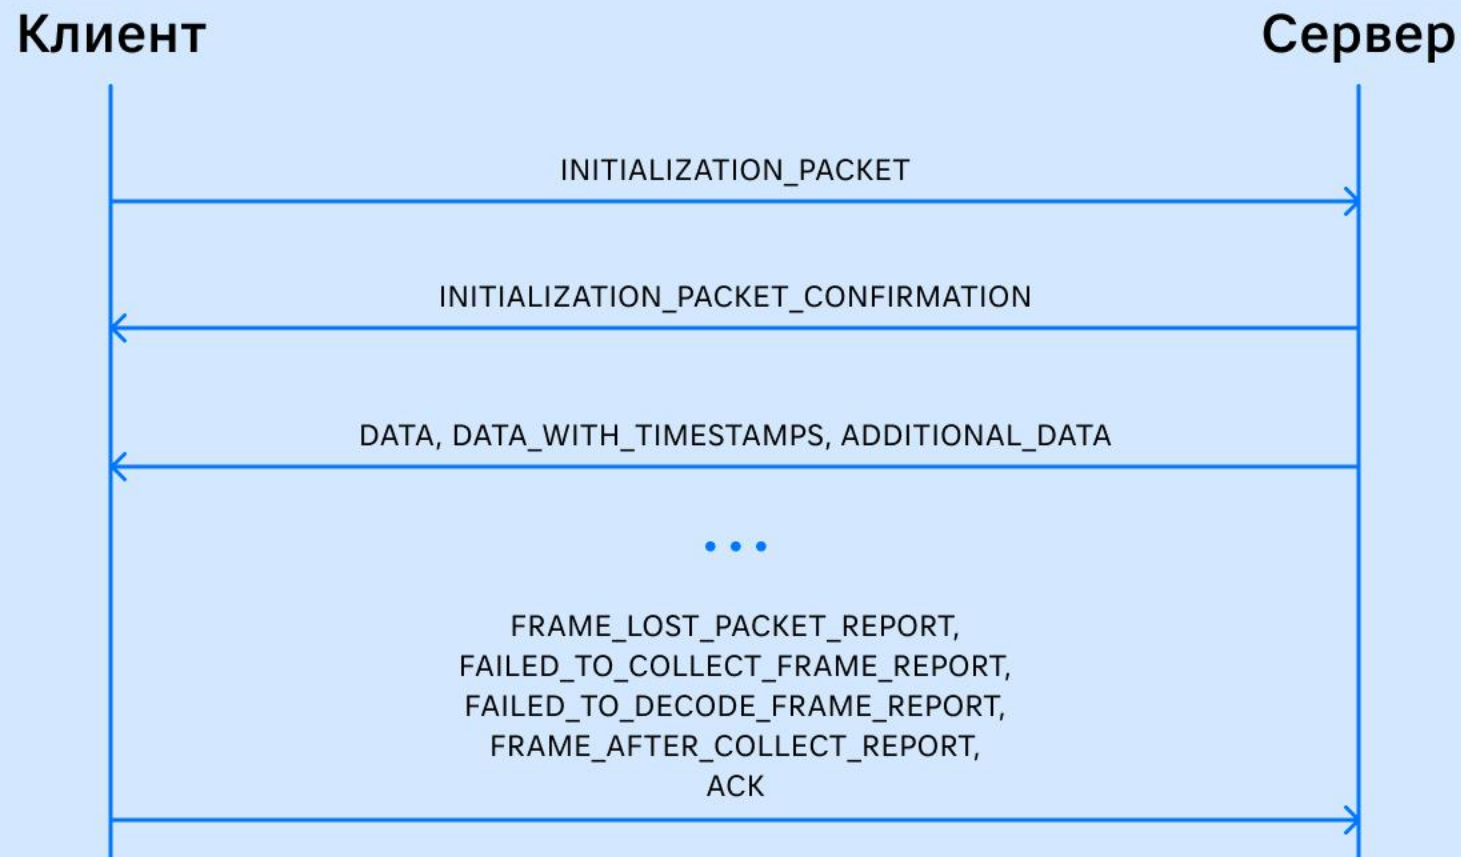 Клиент
Сервер
INITIALIZATION_PACKET
INITIALIZATION_PACKET_CONFIRMATION
DATA, DATA_WITH_TIMESTAMPS, ADDITIONAL_DATA
FRAME_LOST_PACKET_REPORT,
FAILED_TO_COLLECT_FRAME_REPORT,
FAILED_TO_DECODE_FRAME_REPORT,
FRAME_AFTER_COLLECT_REPORT,
ACK